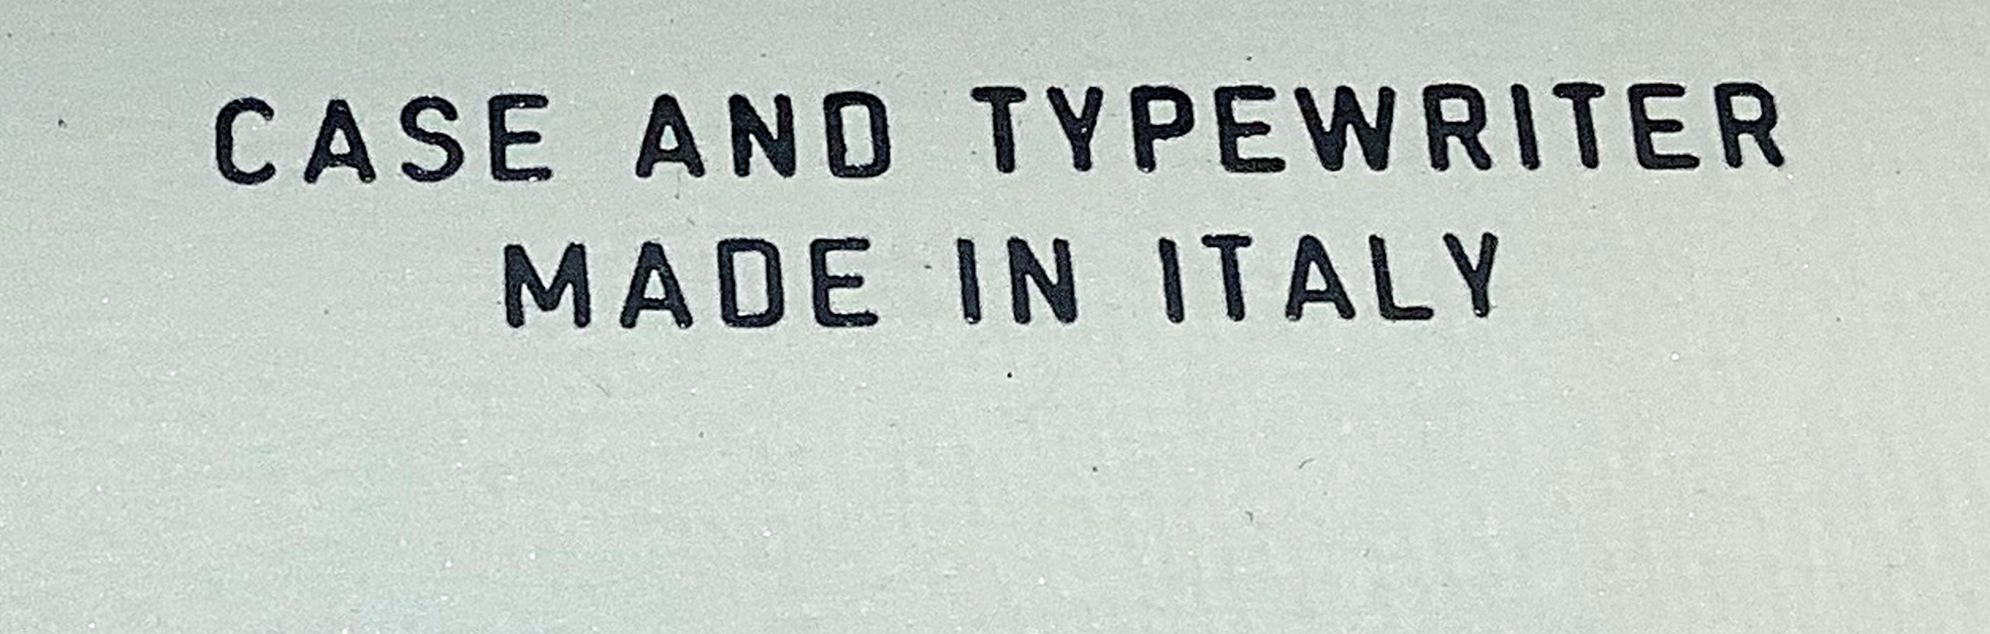 CASE AND TYPEWRITER
MADE IN ITALY